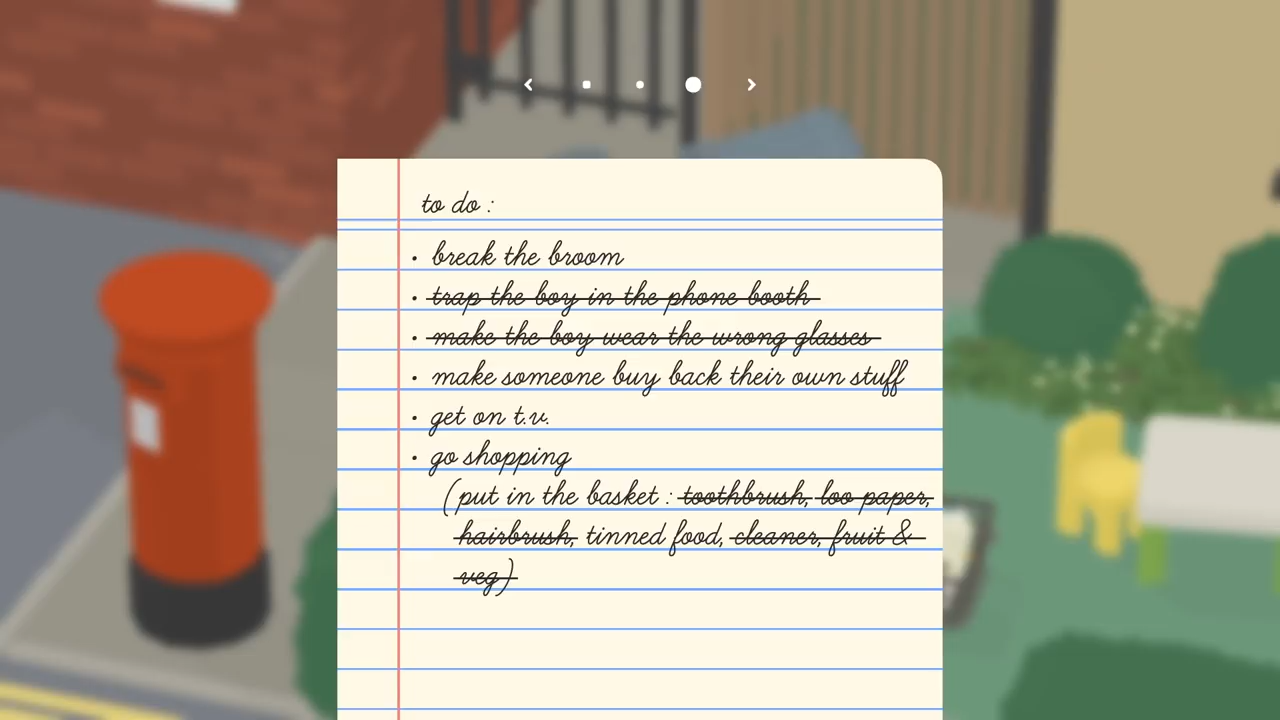 to do :
• break the broom
• trap the boy in the phone booth
• make the boy wear the wrong glasses
• make someone buy back their own stuff
• get on t.v.
• go shopping
(put in the basket : toothbrush, loo paper,
hairbrush, tinned food, cleaner, fruit &
veg)